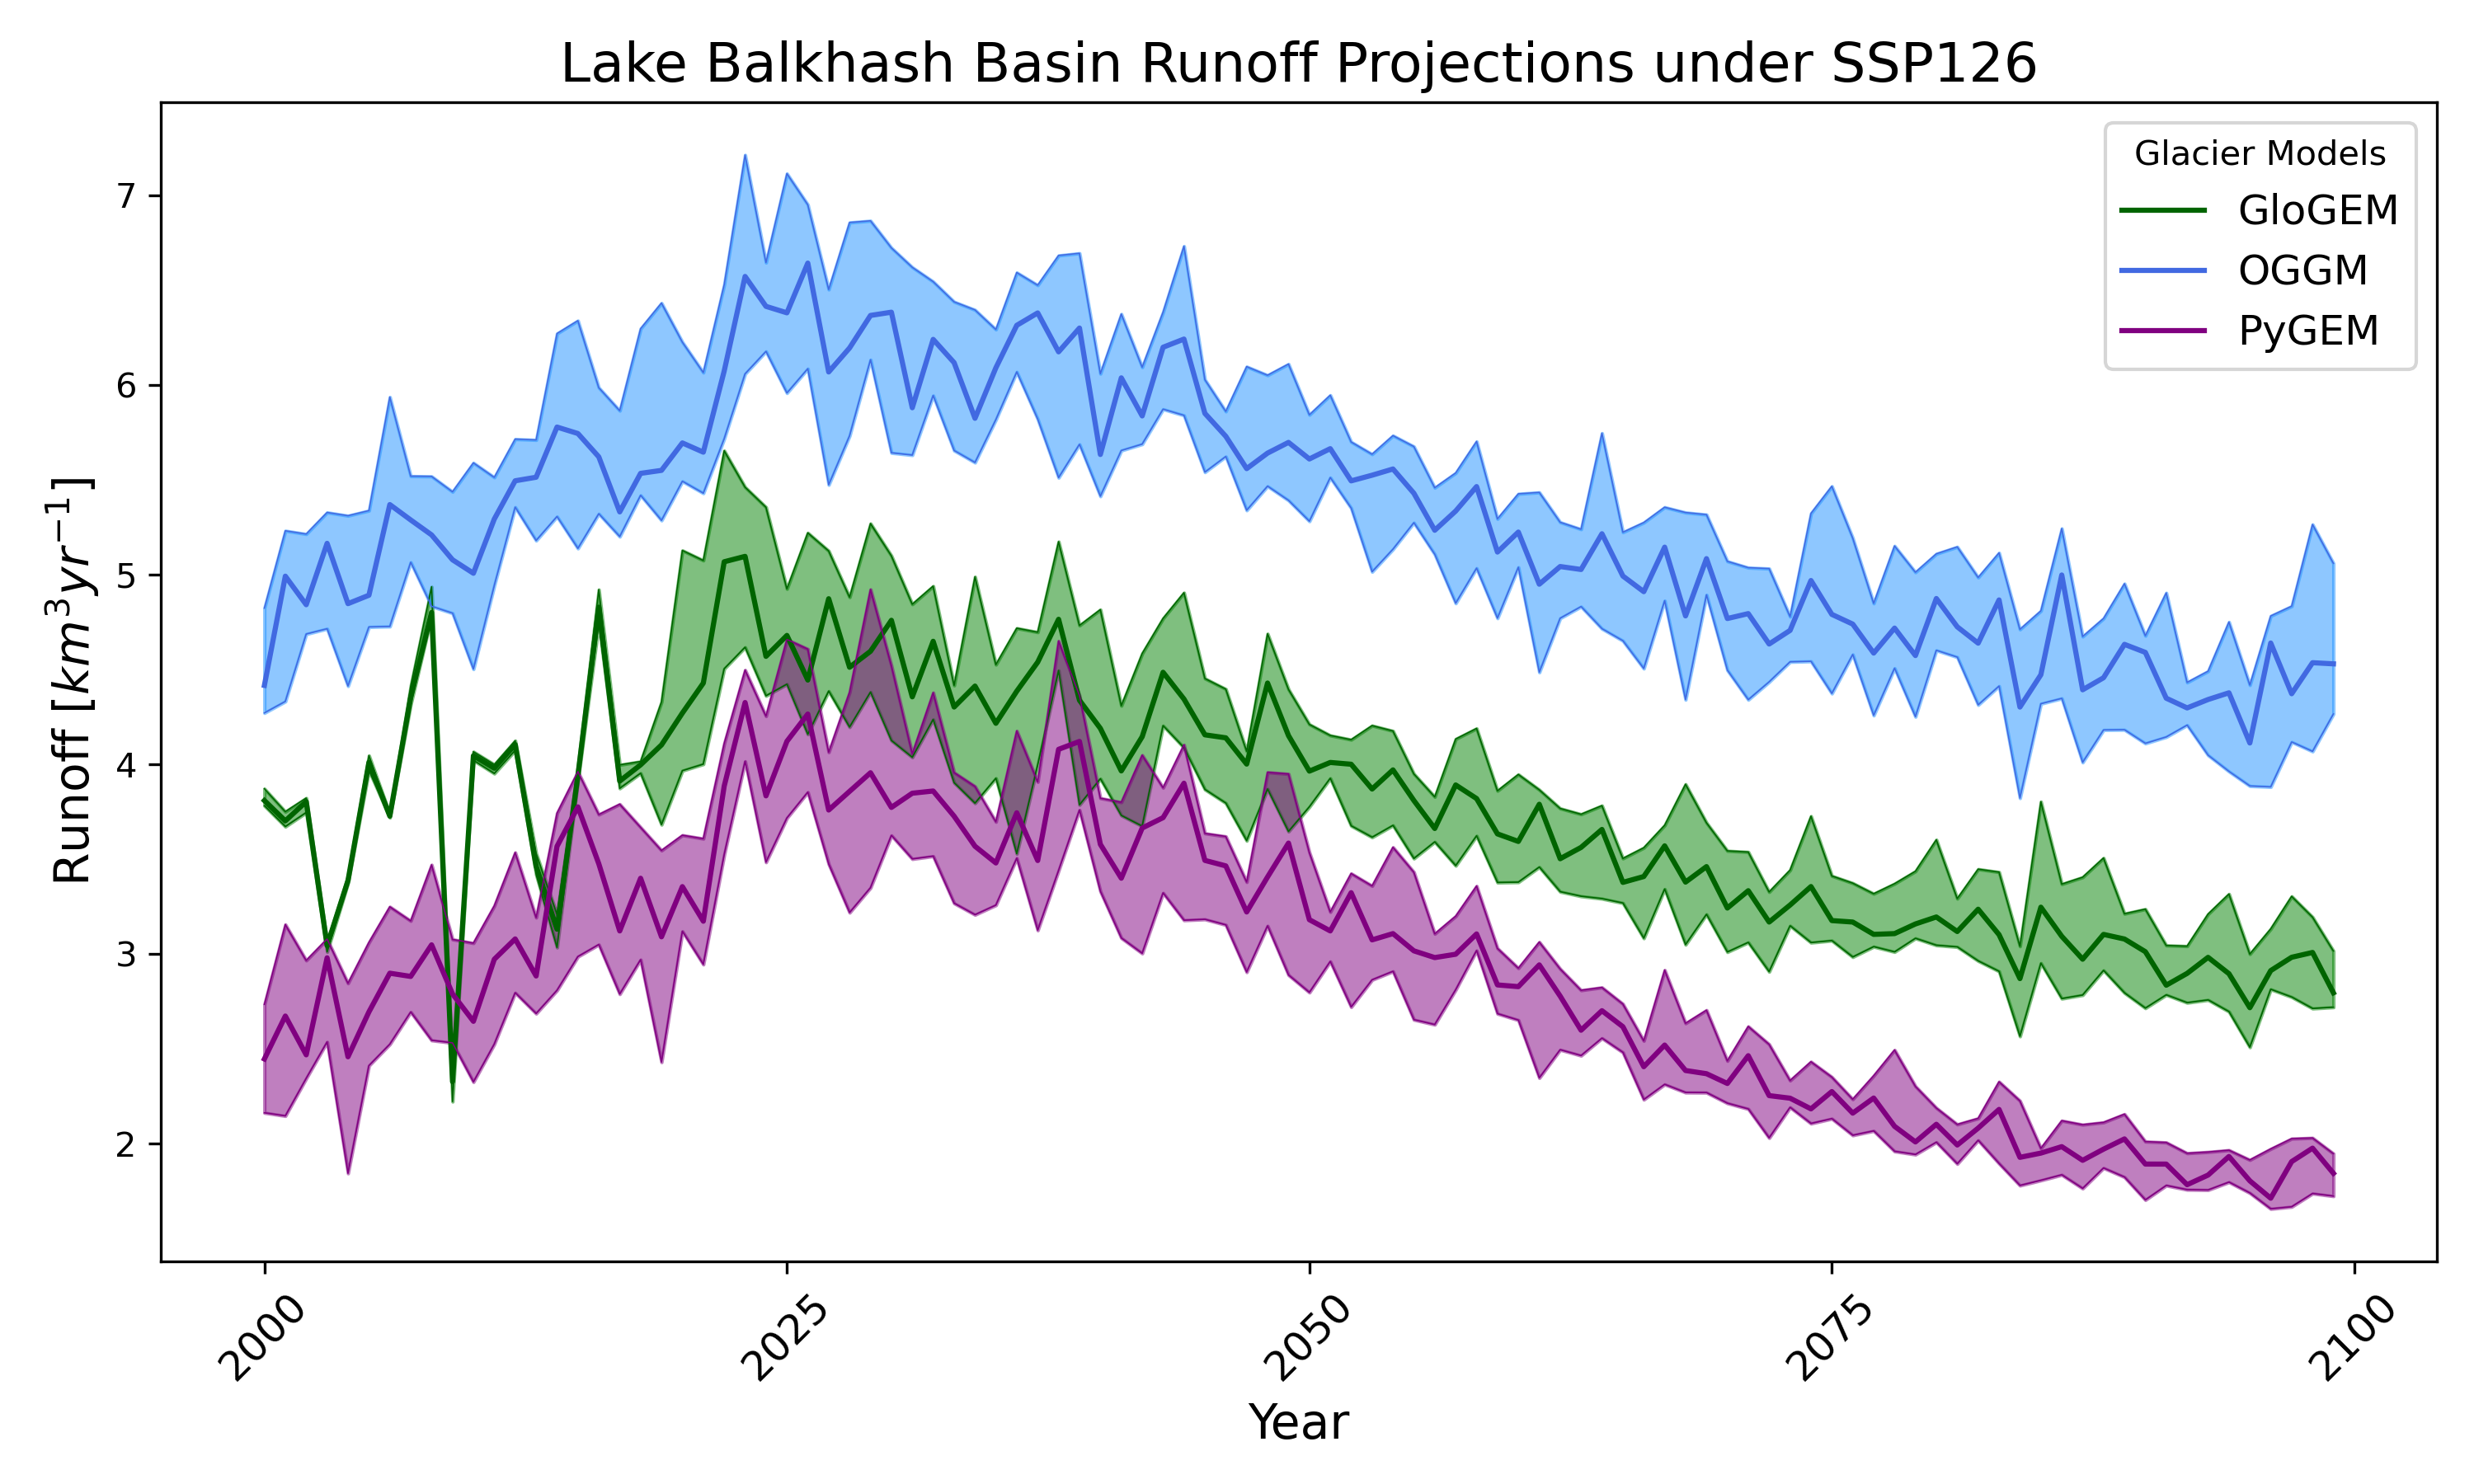 Lake Balkhash Basin Runoff Projections under SSP126
Glacier Models
GloGEM
OGGM
PyGEM
Runoff [km³yr⁻¹]
7
6
5
4
3
2
2000
2025
2050
2075
2100
Year